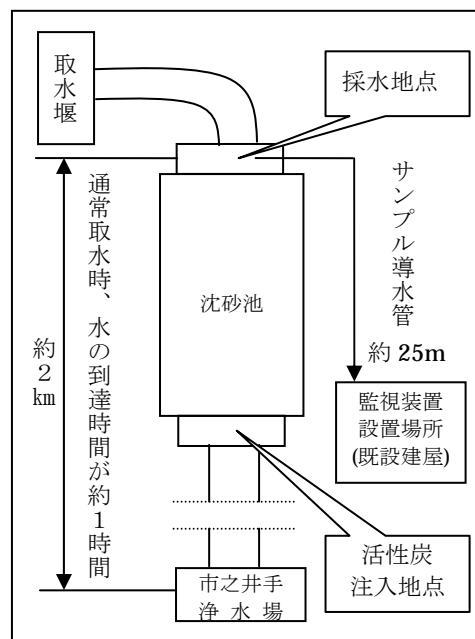 取水堰
採水地点
サンプル導水管
約 25m
通常取水時、水の到達時間が約１時間
約２km
沈砂池
監視装置
設置場所
(既設建屋)
活性炭
注入地点
市之井手
浄 水 場